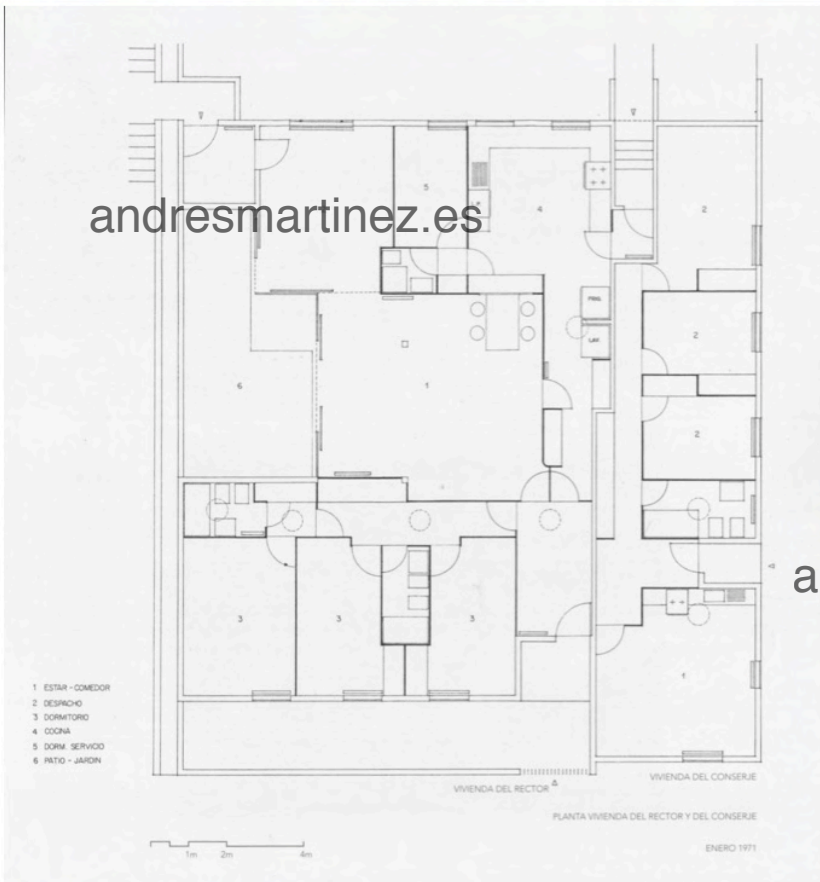 andresmartinez.es
5
4
2
FRIG.
2
LAV.
6
1
2
3
3
3
1
a
1 ESTAR - COMEDOR
2 DESPACHO
3 DORMITORIO
4 COCINA
5 DORM. SERVICIO
6 PATIO - JARDIN
VIVIENDA DEL RECTOR
VIVIENDA DEL CONSERJE
PLANTA VIVIENDA DEL RECTOR Y DEL CONSERJE
1m 2m 4m
ENERO 1971